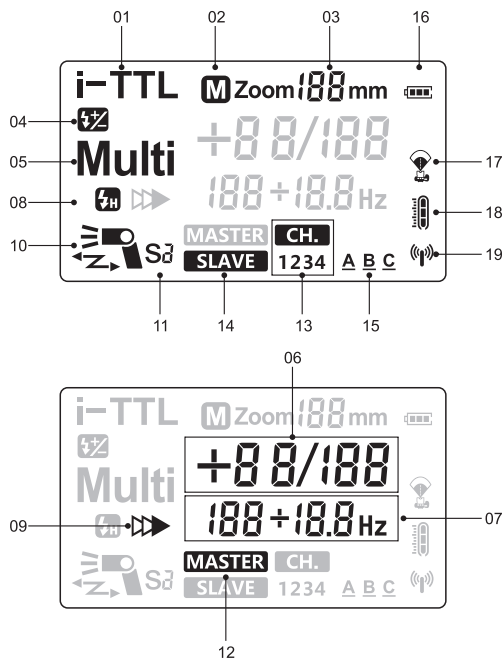 01 02 03 16
i-TTL M Zoom 188 mm
04
+88/188
05 Multi 17
08 H 188÷18.8 Hz 18
10 MASTER CH. 19
Sa SLAVE 1234 A B C
11 14 13 15
06
i-TTL M Zoom 188 mm
+88/188
Multi
09 H 188÷18.8 Hz 07
MASTER CH.
Sa SLAVE 1234 A B C
12